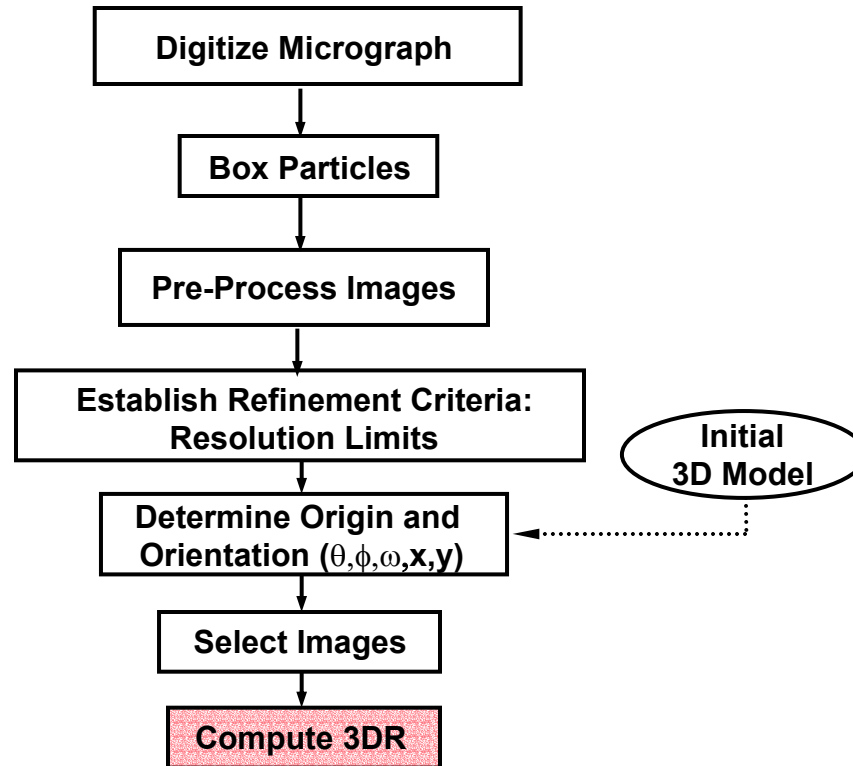 Digitize Micrograph
Box Particles
Pre-Process Images
Establish Refinement Criteria:
Resolution Limits
Initial
3D Model
Determine Origin and
Orientation (θ,ϕ,ω,x,y)
Select Images
Compute 3DR